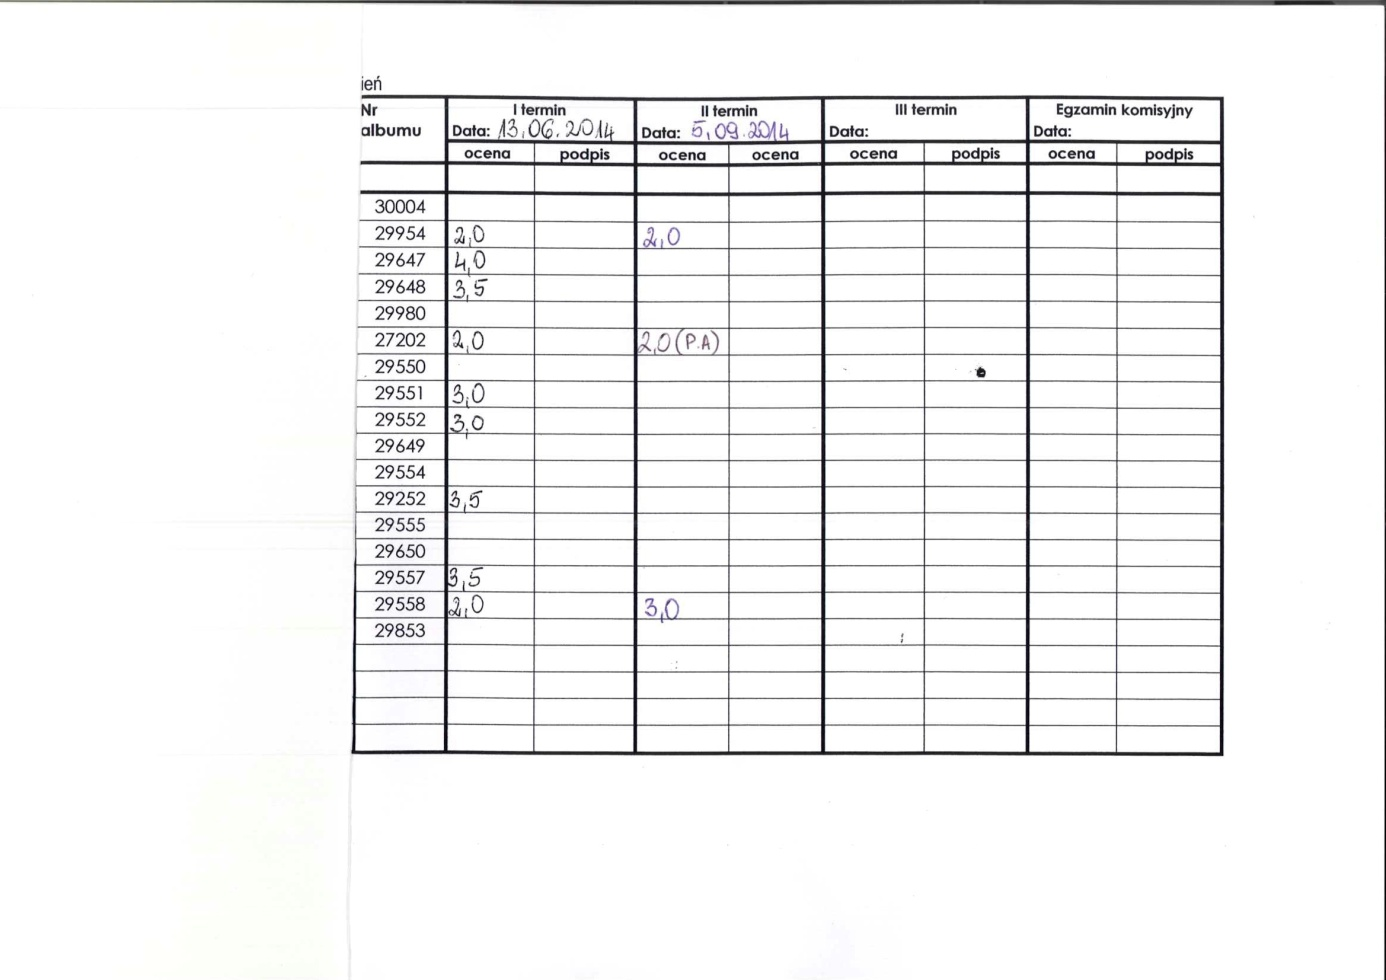 ień
Nr albumu I termin Data: 13.06.2014 II termin Data: 5.09.2014 III termin Data: Egzamin komisyjny Data:
ocena podpis ocena ocena ocena podpis ocena podpis
30004
29954 2,0 2,0
29647 4,0
29648 3,5
29980
27202 2,0 2,0 (P.A)
29550
29551 3,0
29552 3,0
29649
29554
29252 3,5
29555
29650
29557 3,5
29558 2,0 3,0
29853